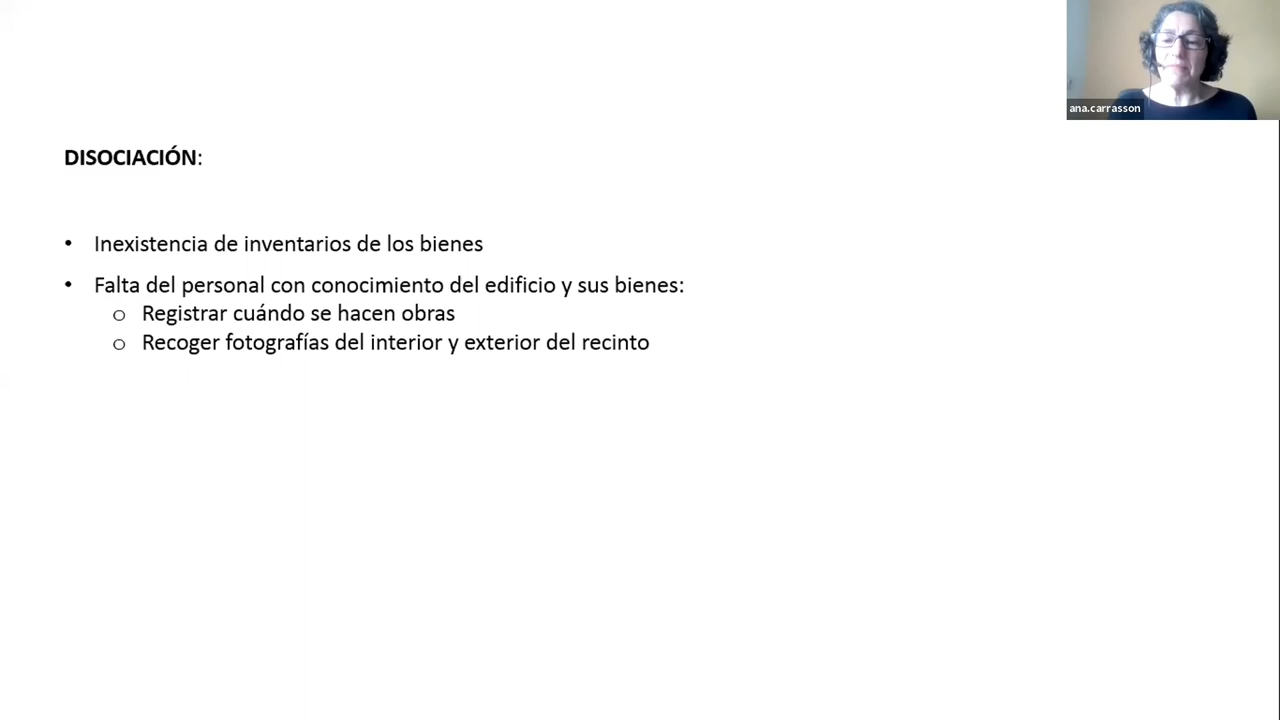 ana.carrasson
DISOCIACIÓN:
• Inexistencia de inventarios de los bienes
• Falta del personal con conocimiento del edificio y sus bienes:
o Registrar cuándo se hacen obras
o Recoger fotografías del interior y exterior del recinto